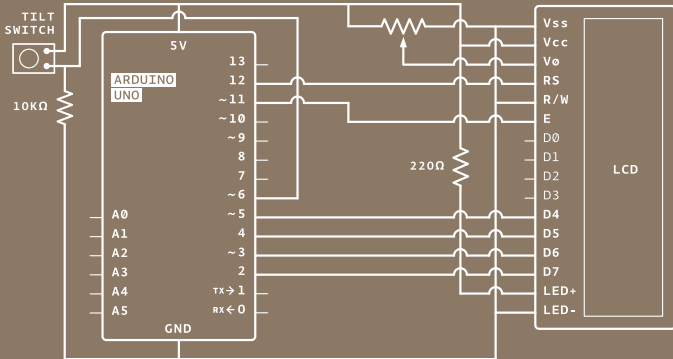 TILT
SWITCH
10KΩ
5V
ARDUINO
UNO
13
12
~11
~10
~9
8
7
~6
~5
4
~3
2
TX→1
RX←0
A0
A1
A2
A3
A4
A5
GND
220Ω
Vss
Vcc
Vø
RS
R/W
E
D0
D1
D2
D3
D4
D5
D6
D7
LED+
LED-
LCD